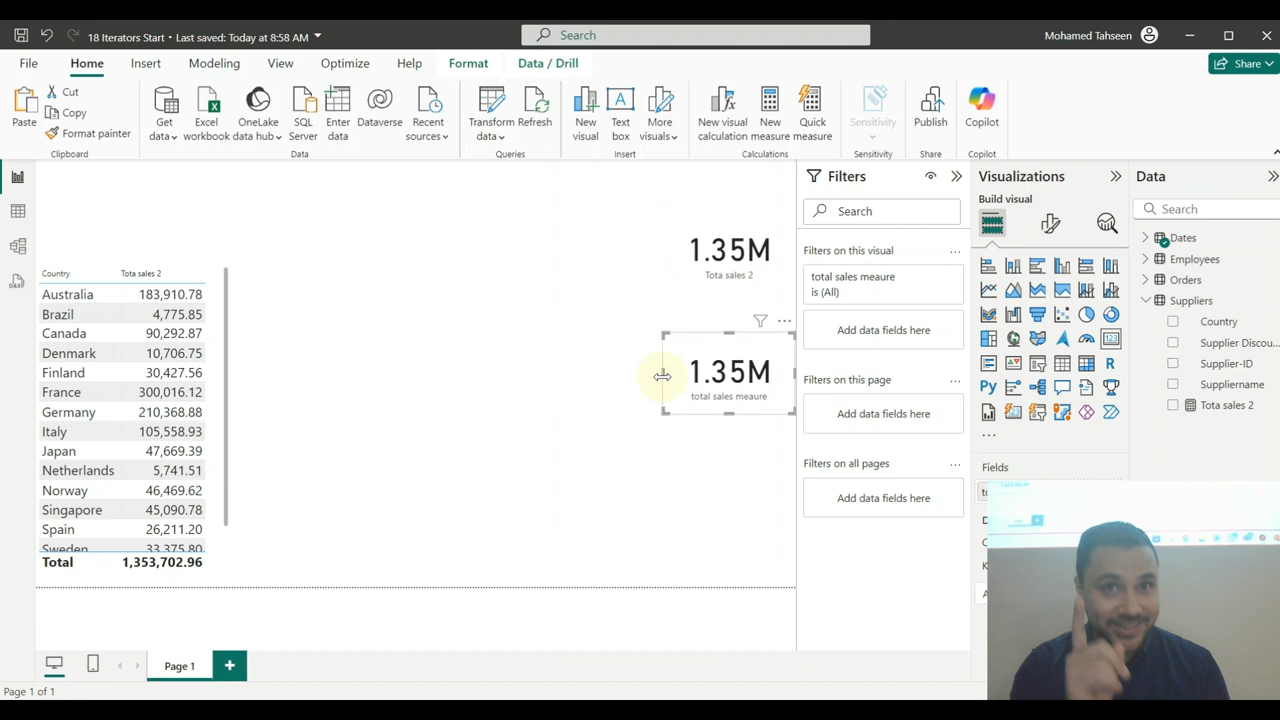 18 Iterators Start • Last saved: Today at 8:58 AM
Search
Mohamed Tahseen
File
Home
Insert
Modeling
View
Optimize
Help
Format
Data / Drill
Share
Paste
Cut
Copy
Format painter
Clipboard
Get data
Excel workbook
OneLake data hub
SQL Server
Enter data
Dataverse
Recent sources
Data
Transform data
Refresh
Queries
New visual
Text box
More visuals
Insert
New visual calculation
New measure
Quick measure
Calculations
Sensitivity
Sensitivity
Publish
Share
Copilot
Copilot
Country Tota sales 2
Australia 183,910.78
Brazil 4,775.85
Canada 90,292.87
Denmark 10,706.75
Finland 30,427.56
France 300,016.12
Germany 210,368.88
Italy 105,558.93
Japan 47,669.39
Netherlands 5,741.51
Norway 46,469.62
Singapore 45,090.78
Spain 26,211.20
Sweden 33,375.80
Total 1,353,702.96
1.35M
Tota sales 2
1.35M
total sales meaure
Filters
Search
Filters on this visual
total sales meaure
is (All)
Add data fields here
Filters on this page
Add data fields here
Filters on all pages
Add data fields here
Visualizations
Build visual
123
Py
R
Fields
Data
Search
Dates
Employees
Orders
Suppliers
Country
Supplier Discou...
Supplier-ID
Suppliername
Tota sales 2
Page 1
Page 1 of 1